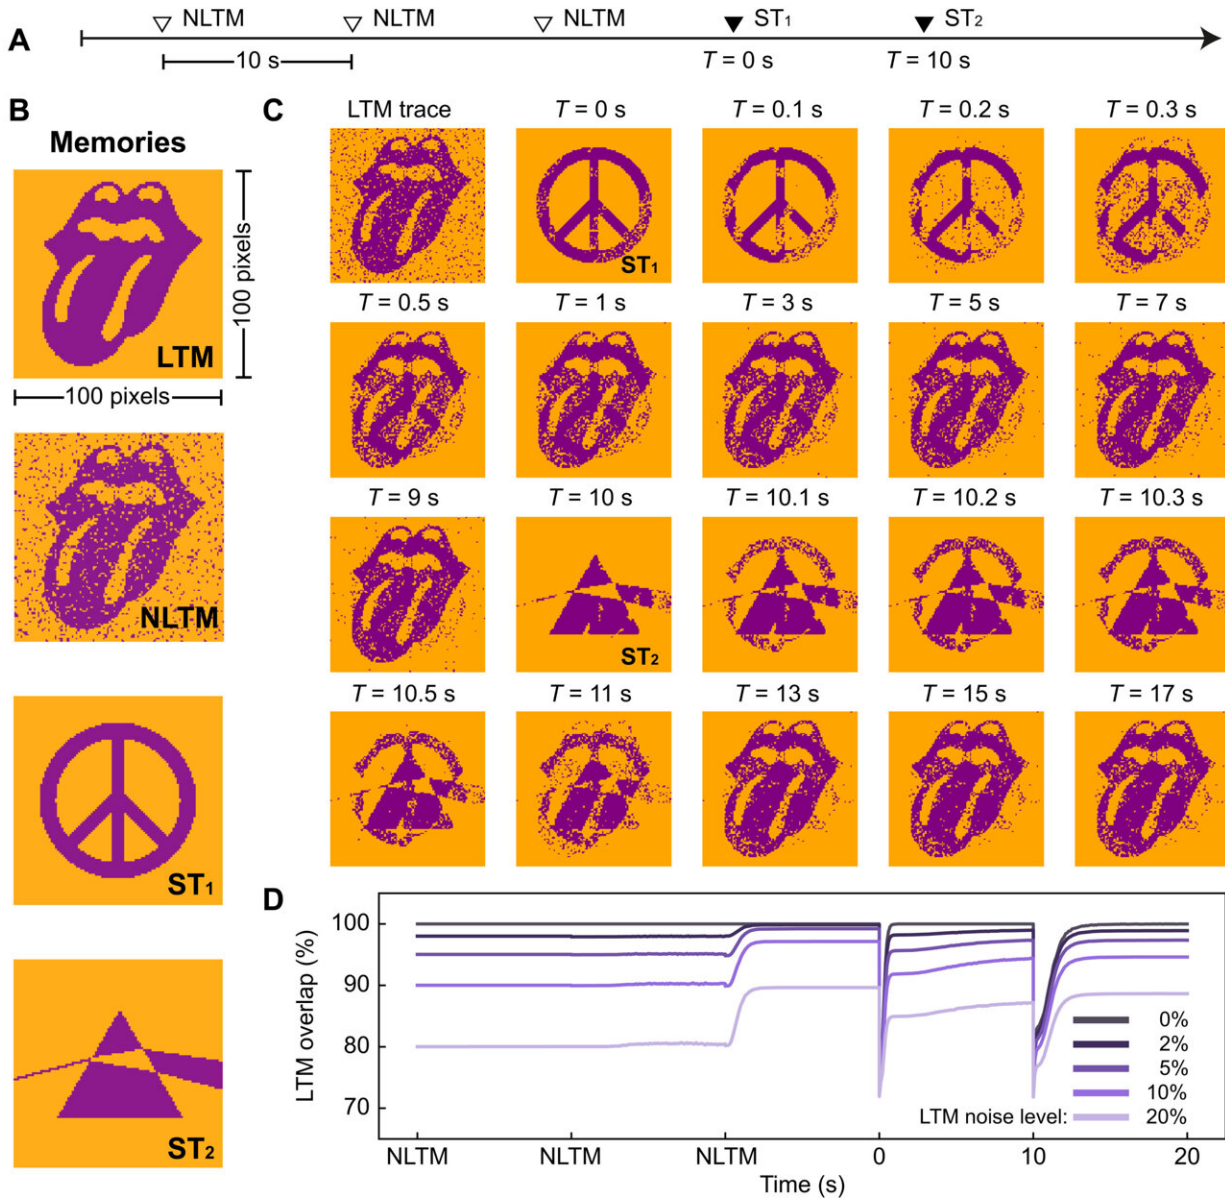 A
NLTM NLTM NLTM ST1 ST2
10 s T = 0 s T = 10 s
B
Memories
100 pixels
LTM
100 pixels
NLTM
ST1
ST2
C
LTM trace T = 0 s T = 0.1 s T = 0.2 s T = 0.3 s
ST1
T = 0.5 s T = 1 s T = 3 s T = 5 s T = 7 s
T = 9 s T = 10 s T = 10.1 s T = 10.2 s T = 10.3 s
ST2
T = 10.5 s T = 11 s T = 13 s T = 15 s T = 17 s
D
LTM overlap (%)
100
90
80
70
0%
2%
5%
10%
LTM noise level: 20%
NLTM NLTM NLTM 0 10 20
Time (s)